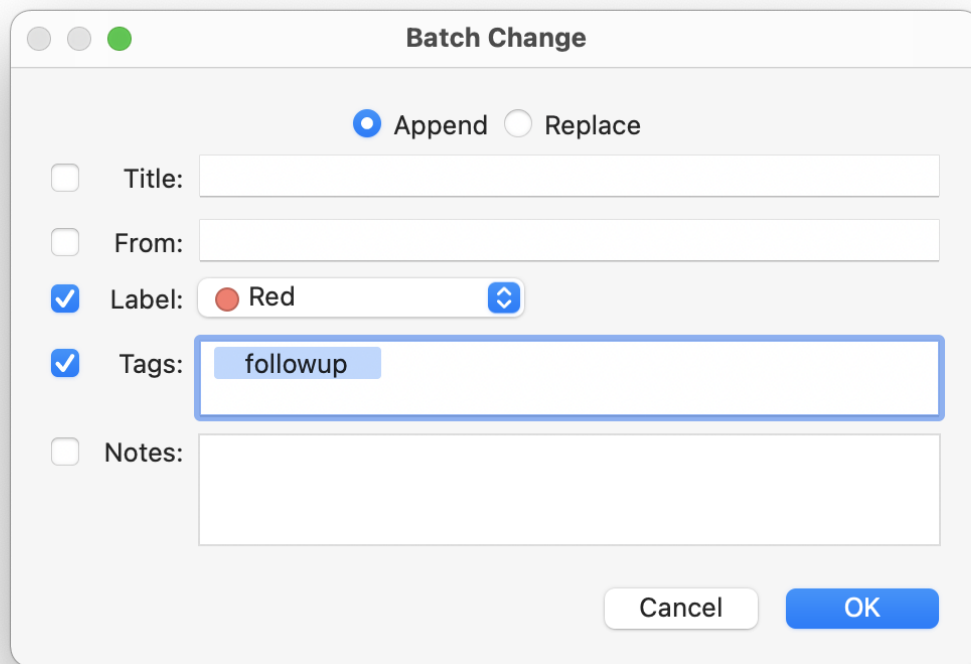 Batch Change
Append Replace
Title:
From:
Label: Red
Tags: followup
Notes:
Cancel OK